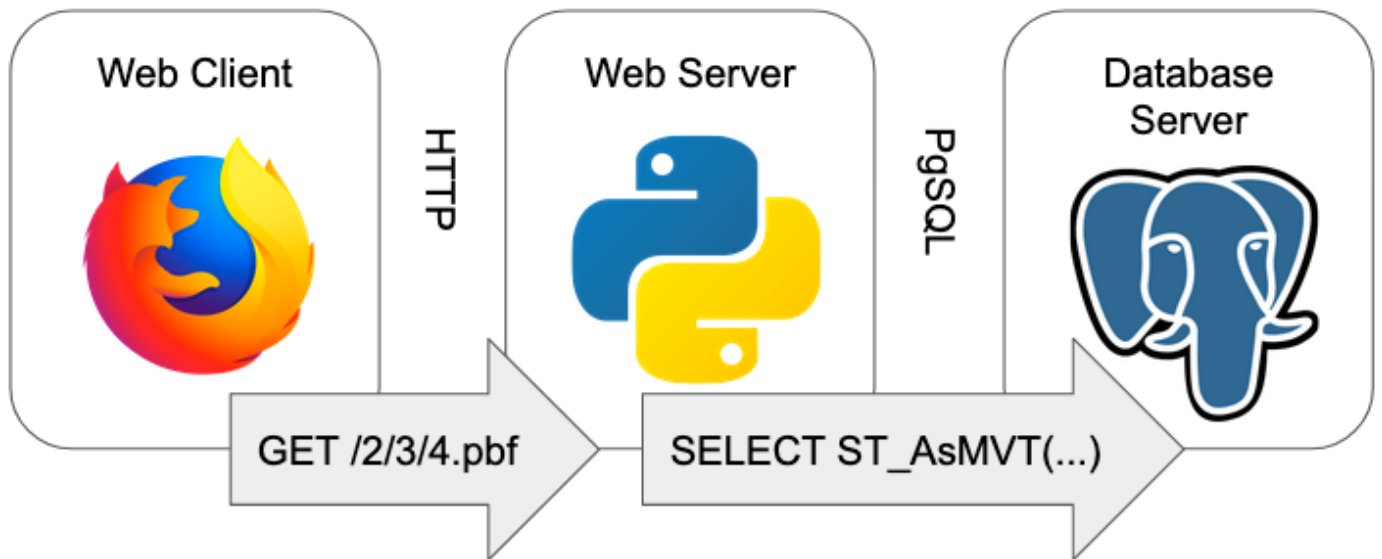 Web Client
HTTP
Web Server
PgSQL
Database
Server
GET /2/3/4.pbf
SELECT ST_AsMVT(...)